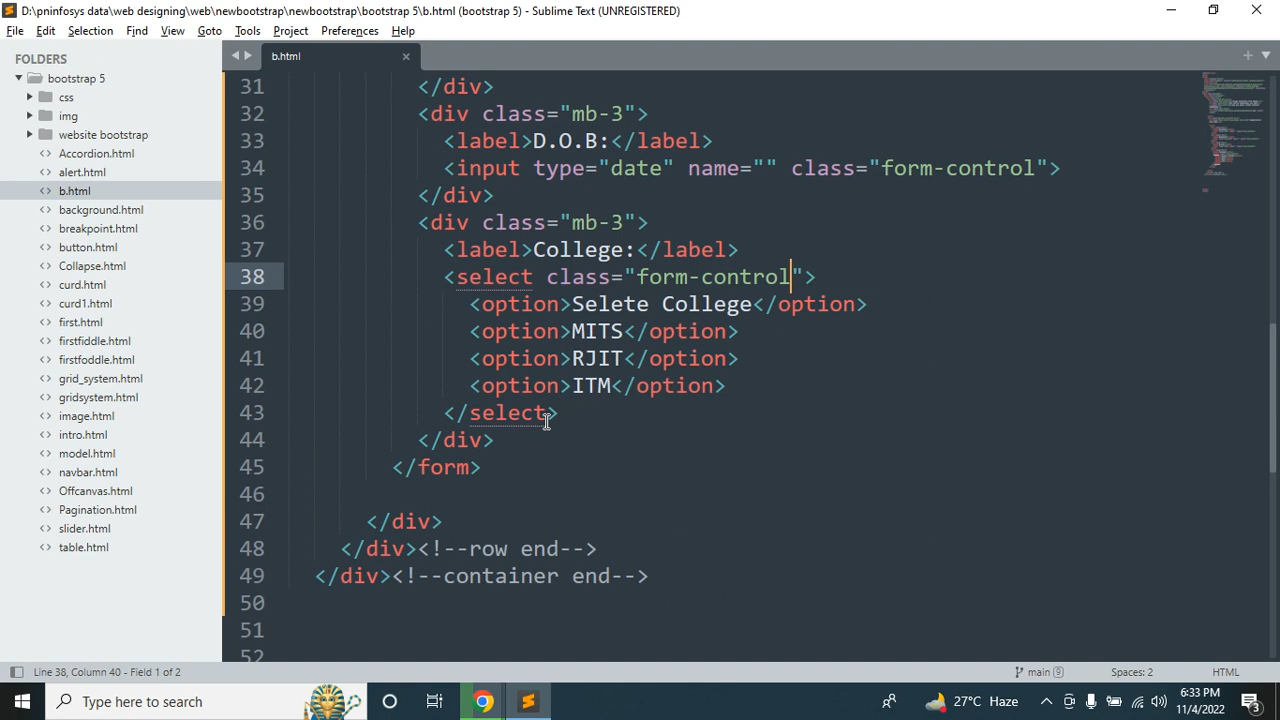 D:\pninfosys data\web designing\web\newbootstrap\newbootstrap\bootstrap 5\b.html (bootstrap 5) - Sublime Text (UNREGISTERED)
File Edit Selection Find View Goto Tools Project Preferences Help
FOLDERS
bootstrap 5
css
img
website bootstrap
Accordion.html
alert.html
b.html
background.html
breakpoint.html
button.html
Collapse.html
curd.html
curd1.html
first.html
firstfiddle.html
firstfoddle.html
grid_system.html
gridsystem.html
image.html
intro.html
model.html
navbar.html
Offcanvas.html
Pagination.html
slider.html
table.html
b.html
31 </div>
32 <div class="mb-3">
33 <label>D.O.B:</label>
34 <input type="date" name="" class="form-control">
35 </div>
36 <div class="mb-3">
37 <label>College:</label>
38 <select class="form-control">
39 <option>Selete College</option>
40 <option>MITS</option>
41 <option>RJIT</option>
42 <option>ITM</option>
43 </select>
44 </div>
45 </form>
46
47 </div>
48 </div><!--row end-->
49 </div><!--container end-->
50
51
52
Line 38, Column 40 - Field 1 of 2
main 9
Spaces: 2
HTML
Type here to search
27°C Haze
6:33 PM
11/4/2022
3